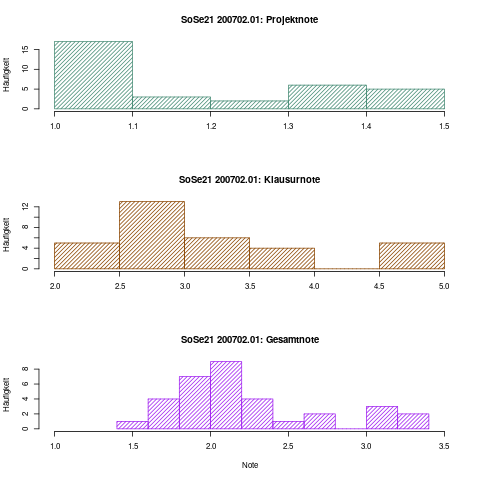 SoSe21 200702.01: Projektnote
Häufigkeit
0 5 10 15
1.0 1.1 1.2 1.3 1.4 1.5
SoSe21 200702.01: Klausurnote
Häufigkeit
0 4 8 12
2.0 2.5 3.0 3.5 4.0 4.5 5.0
SoSe21 200702.01: Gesamtnote
Häufigkeit
0 2 4 6 8
1.0 1.5 2.0 2.5 3.0 3.5
Note